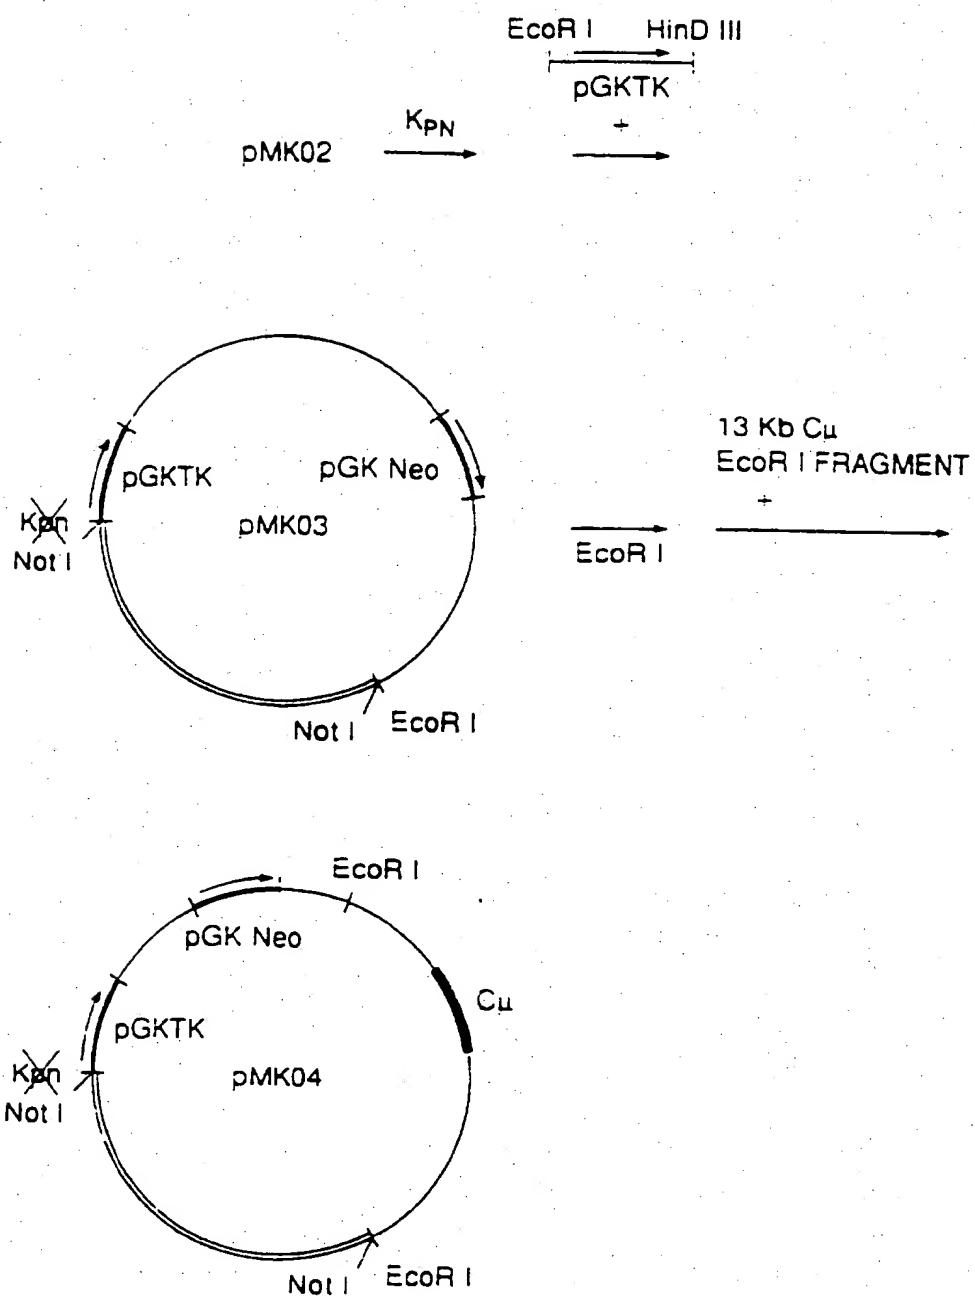 EcoR I HinD III
pGKTK
+
KPN
pMK02
pGKTK
pGK Neo
Kpn
Not I
pMK03
Not I EcoR I
EcoR I
13 Kb Cµ
EcoR I FRAGMENT
+
EcoR I
pGK Neo
Cµ
pGKTK
Kpn
Not I
pMK04
Not I EcoR I